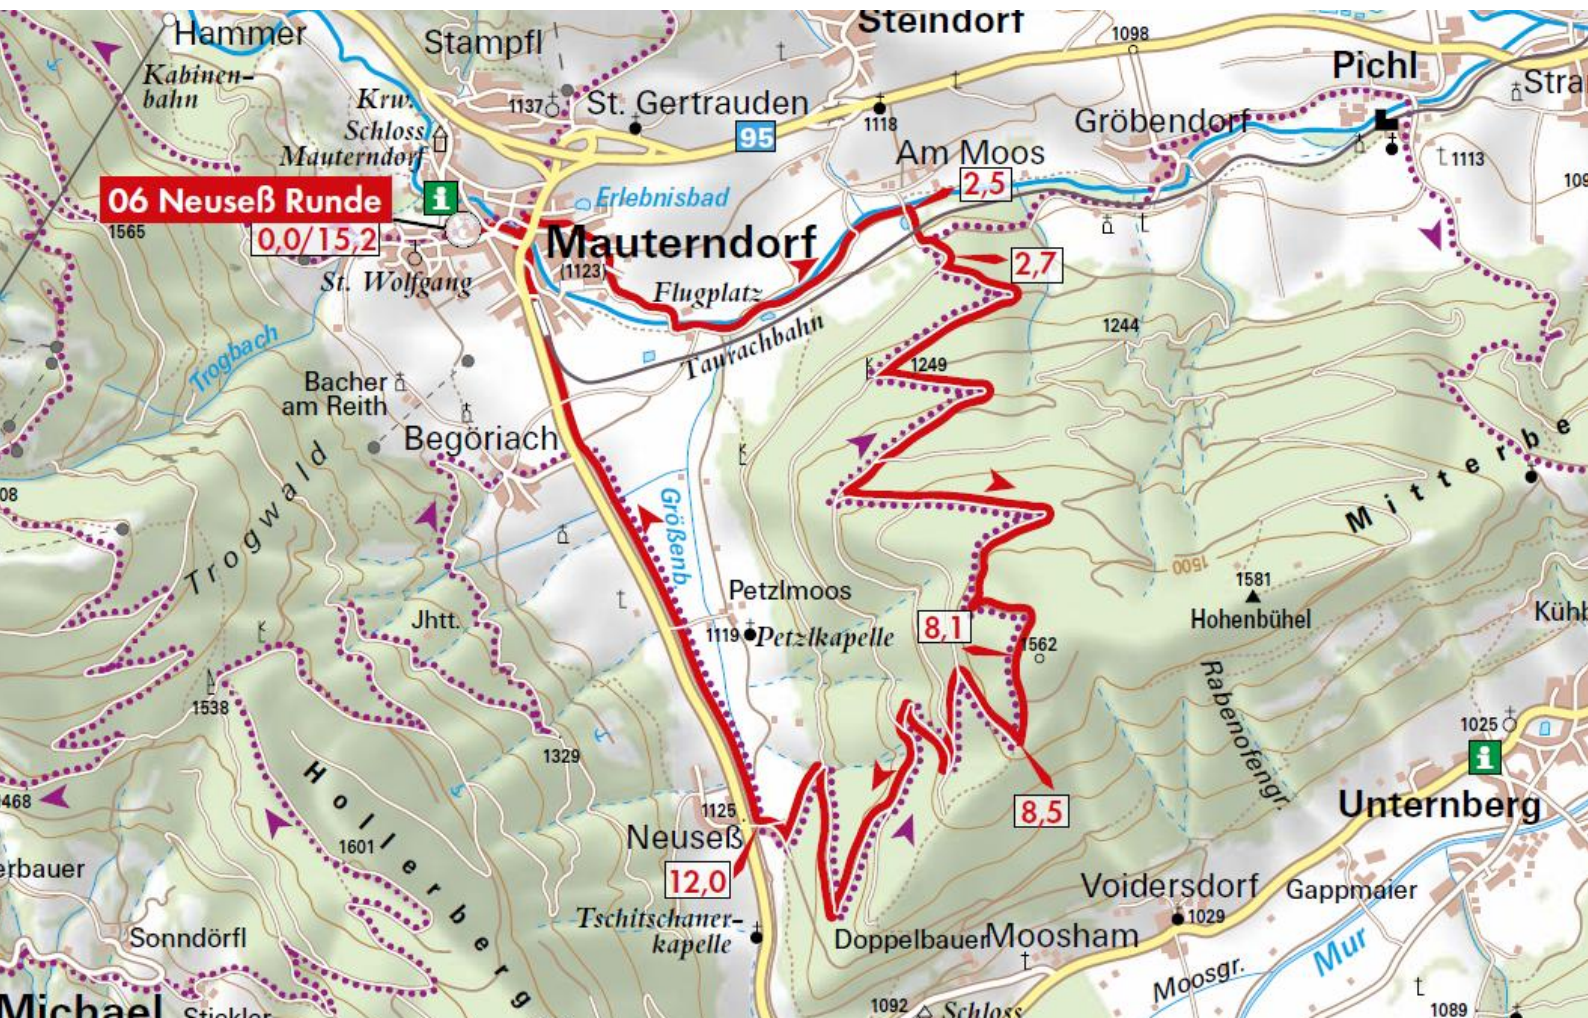 Hammer
Stampfl
Steindorf
1098
Pichl
Kabinen-
bahn
Krw.
Schloss
Mauterndorf
1137
St. Gertrauden
95
1118
Gröbendorf
1113
Am Moos
2,5
06 Neuseß Runde
0,0/15,2
i
Erlebnisbad
1565
St. Wolfgang
Mauterndorf
(1123)
Flugplatz
Taurachbahn
2,7
1244
1249
Trogbach
Bacher
am Reith
Begöriach
Trogwald
Größenb.
Mitterbe
1500
1581
Hohenbühel
Jhtt.
Petzlmoos
1119
Petzlkapelle
8,1
1562
Rabenofengr.
1025
i
Unternberg
1538
1329
Hollerberg
1601
1125
Neuseß
12,0
8,5
Tschitschaner-
kapelle
Doppelbauer
Moosham
Voidersdorf
1029
Gappmaier
Mur
Moosgr.
Sonndörfl
1092
Schloss
1089
Michael